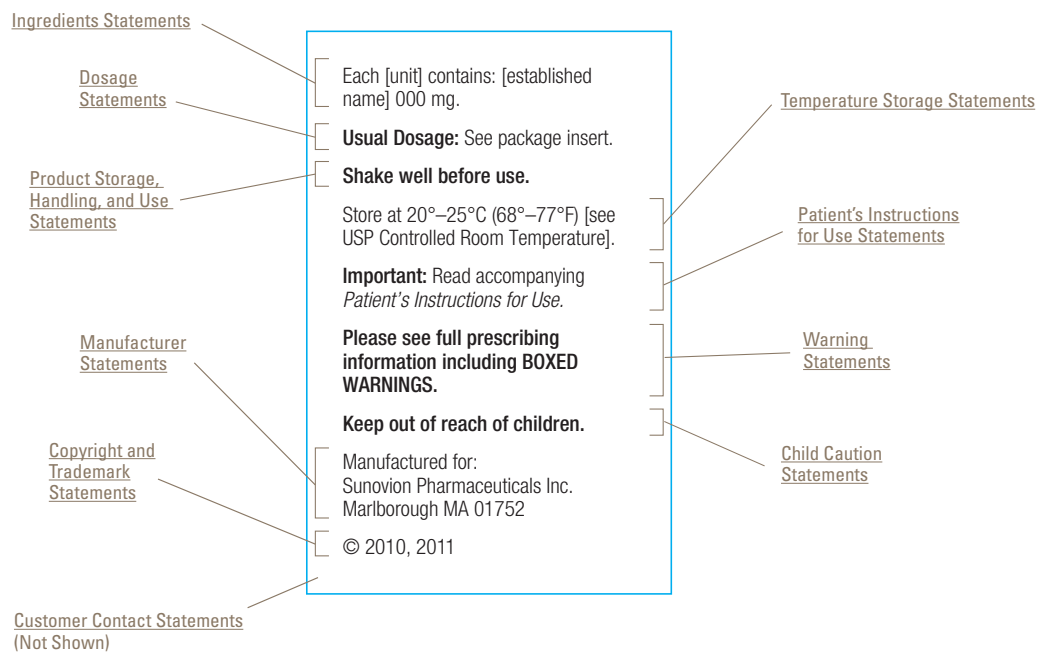 Ingredients Statements
Dosage
Statements
Product Storage,
Handling, and Use
Statements
Manufacturer
Statements
Copyright and
Trademark
Statements
Customer Contact Statements
(Not Shown)
Each [unit] contains: [established
name] 000 mg.
Usual Dosage: See package insert.
Shake well before use.
Store at 20°–25°C (68°–77°F) [see
USP Controlled Room Temperature].
Important: Read accompanying
Patient's Instructions for Use.
Please see full prescribing
information including BOXED
WARNINGS.
Keep out of reach of children.
Manufactured for:
Sunovion Pharmaceuticals Inc.
Marlborough MA 01752
© 2010, 2011
Temperature Storage Statements
Patient's Instructions
for Use Statements
Warning
Statements
Child Caution
Statements